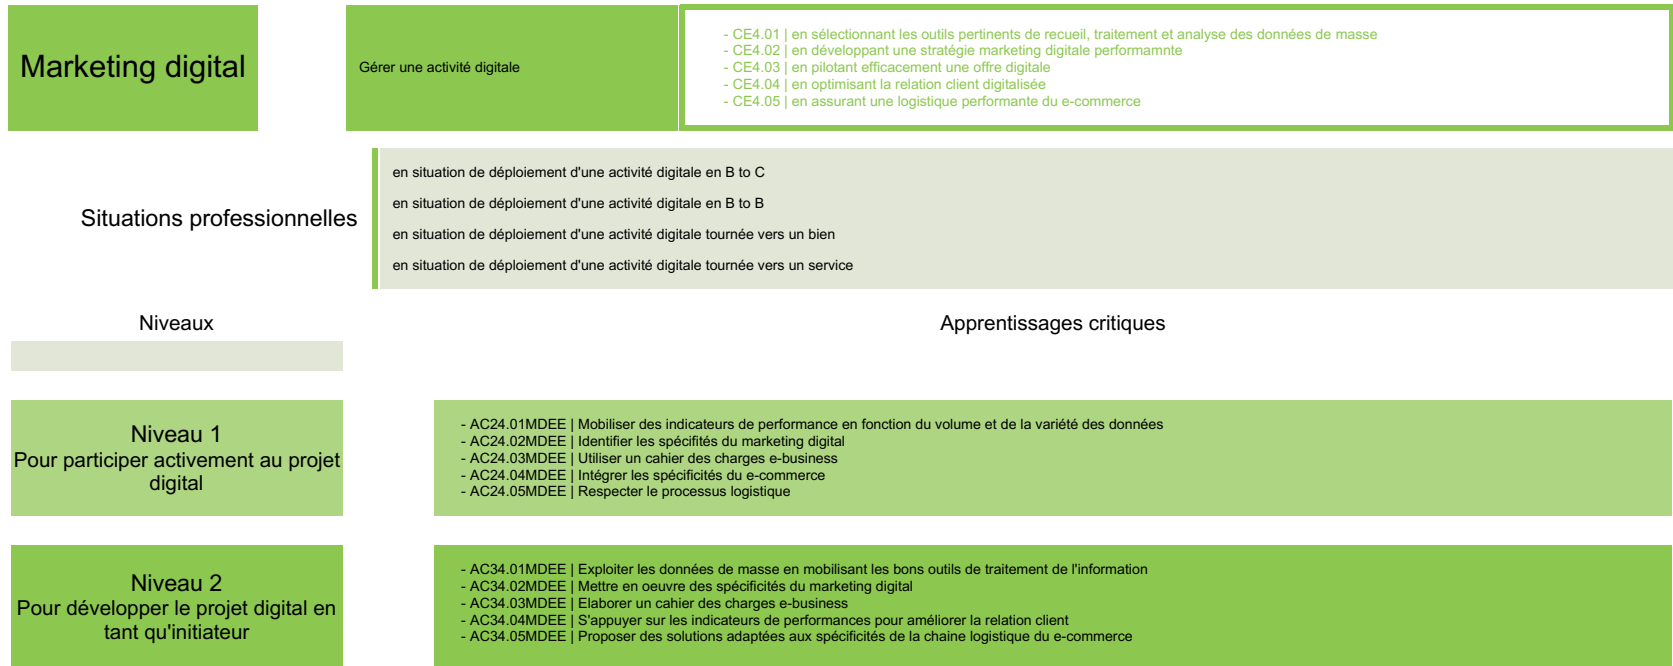 Marketing digital
Gérer une activité digitale
- CE4.01 | en sélectionnant les outils pertinents de recueil, traitement et analyse des données de masse
- CE4.02 | en développant une stratégie marketing digitale performamnte
- CE4.03 | en pilotant efficacement une offre digitale
- CE4.04 | en optimisant la relation client digitalisée
- CE4.05 | en assurant une logistique performante du e-commerce
Situations professionnelles
en situation de déploiement d'une activité digitale en B to C
en situation de déploiement d'une activité digitale en B to B
en situation de déploiement d'une activité digitale tournée vers un bien
en situation de déploiement d'une activité digitale tournée vers un service
Niveaux
Apprentissages critiques
Niveau 1
Pour participer activement au projet
digital
- AC24.01MDEE | Mobiliser des indicateurs de performance en fonction du volume et de la variété des données
- AC24.02MDEE | Identifier les spécifités du marketing digital
- AC24.03MDEE | Utiliser un cahier des charges e-business
- AC24.04MDEE | Intégrer les spécificités du e-commerce
- AC24.05MDEE | Respecter le processus logistique
Niveau 2
Pour développer le projet digital en
tant qu'initiateur
- AC34.01MDEE | Exploiter les données de masse en mobilisant les bons outils de traitement de l'information
- AC34.02MDEE | Mettre en oeuvre des spécificités du marketing digital
- AC34.03MDEE | Elaborer un cahier des charges e-business
- AC34.04MDEE | S'appuyer sur les indicateurs de performances pour améliorer la relation client
- AC34.05MDEE | Proposer des solutions adaptées aux spécificités de la chaine logistique du e-commerce